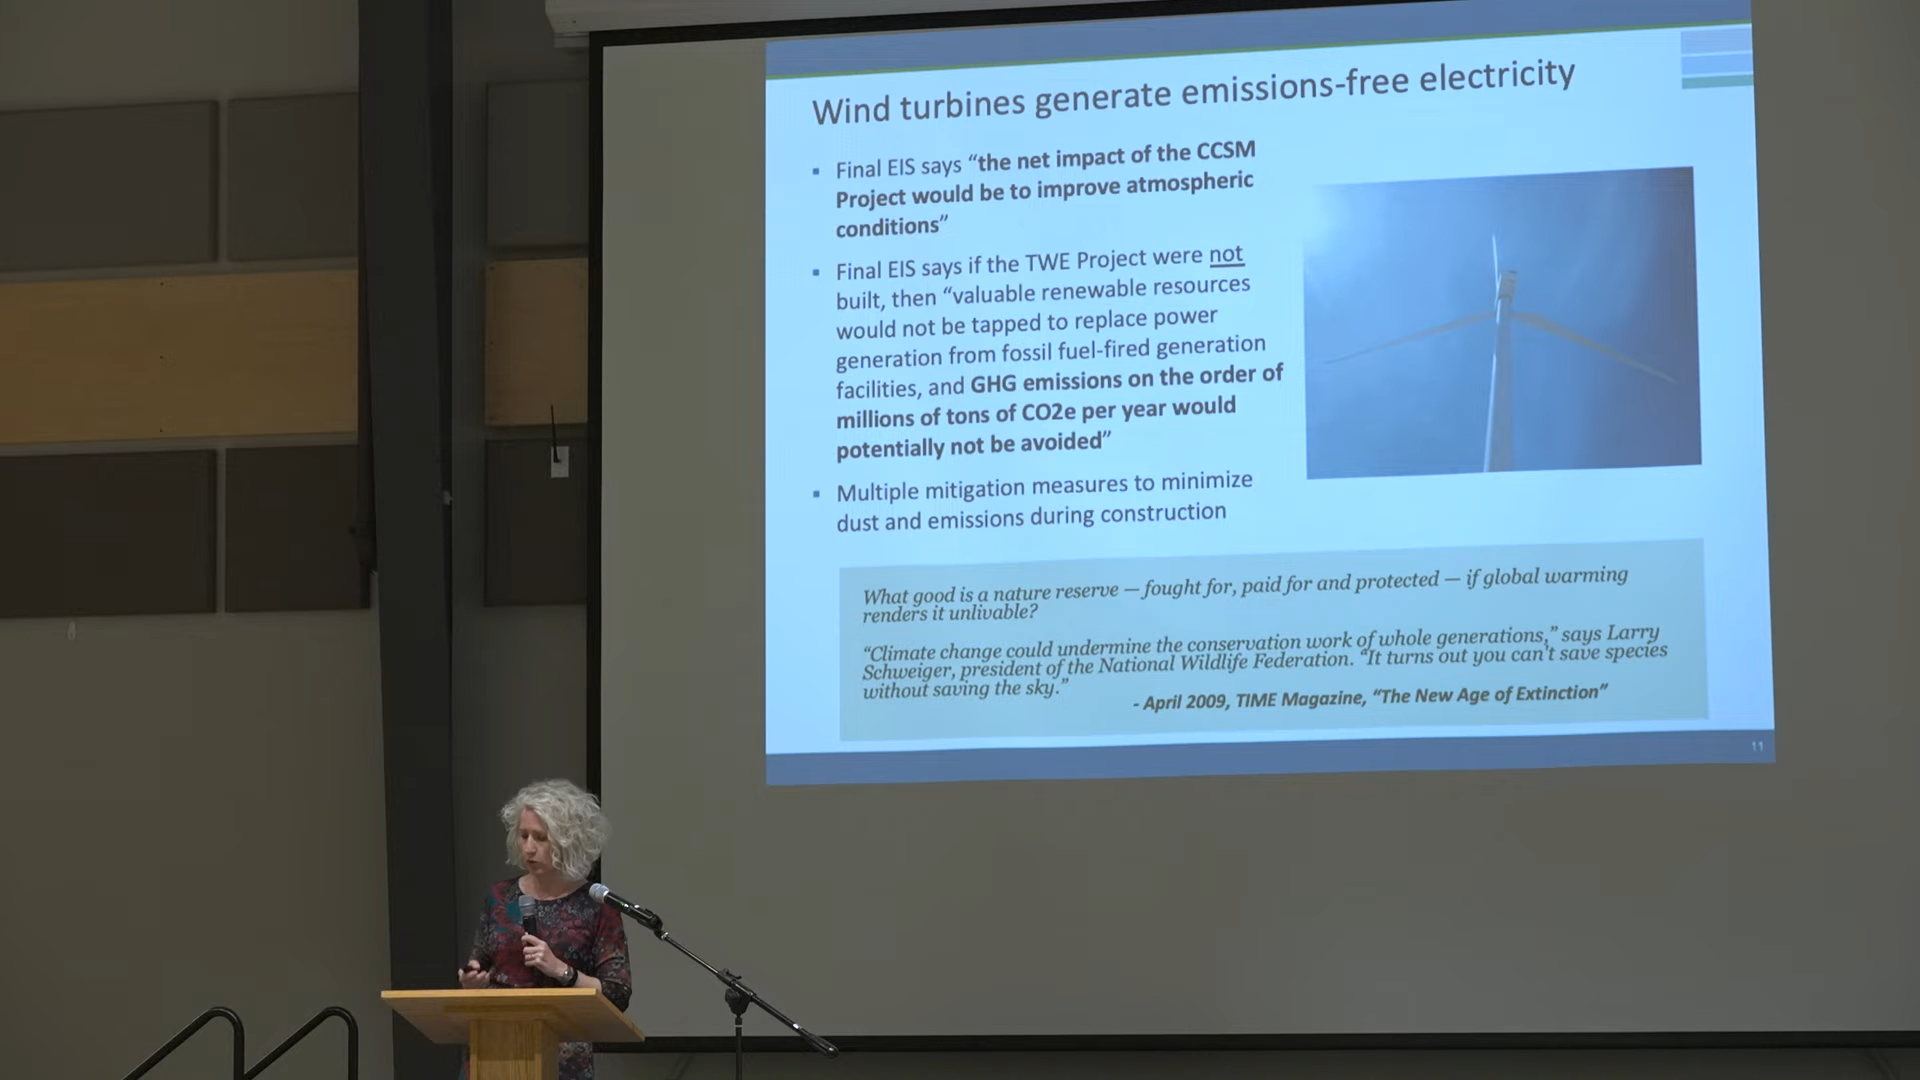 Wind turbines generate emissions-free electricity
▪ Final EIS says “the net impact of the CCSM
Project would be to improve atmospheric
conditions”
▪ Final EIS says if the TWE Project were not
built, then “valuable renewable resources
would not be tapped to replace power
generation from fossil fuel-fired generation
facilities, and GHG emissions on the order of
millions of tons of CO2e per year would
potentially not be avoided”
▪ Multiple mitigation measures to minimize
dust and emissions during construction
What good is a nature reserve — fought for, paid for and protected — if global warming
renders it unlivable?
“Climate change could undermine the conservation work of whole generations,” says Larry
Schweiger, president of the National Wildlife Federation. “It turns out you can’t save species
without saving the sky.”
- April 2009, TIME Magazine, “The New Age of Extinction”
11